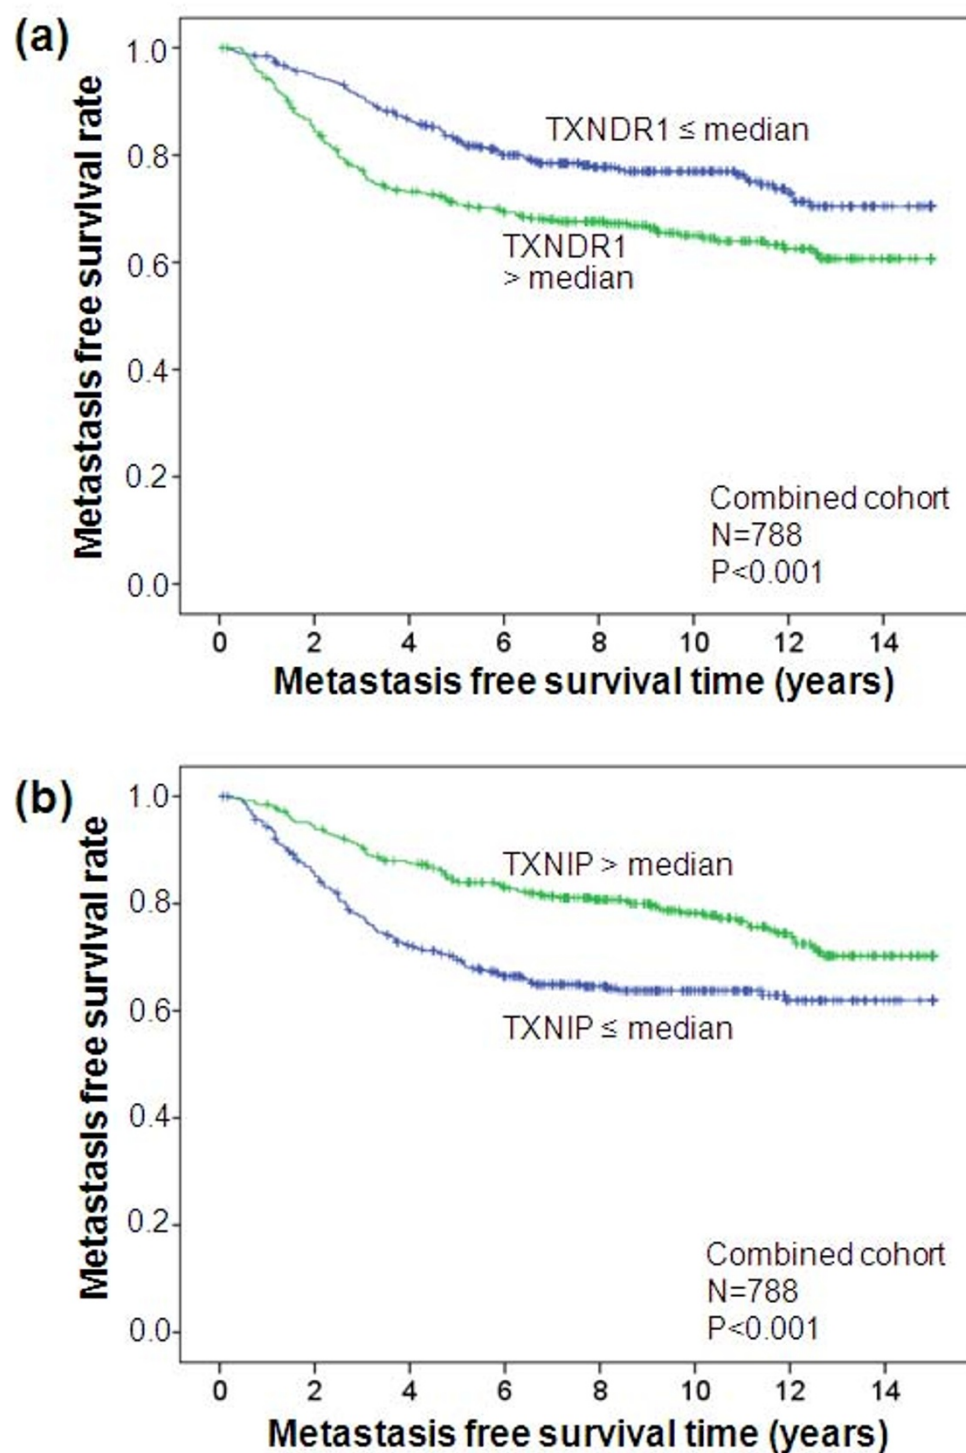 (a)
Metastasis free survival rate
1.0
0.8
0.6
0.4
0.2
0.0
TXNDR1 ≤ median
TXNDR1
> median
Combined cohort
N=788
P<0.001
0 2 4 6 8 10 12 14
Metastasis free survival time (years)
(b)
Metastasis free survival rate
1.0
0.8
0.6
0.4
0.2
0.0
TXNIP > median
TXNIP ≤ median
Combined cohort
N=788
P<0.001
0 2 4 6 8 10 12 14
Metastasis free survival time (years)